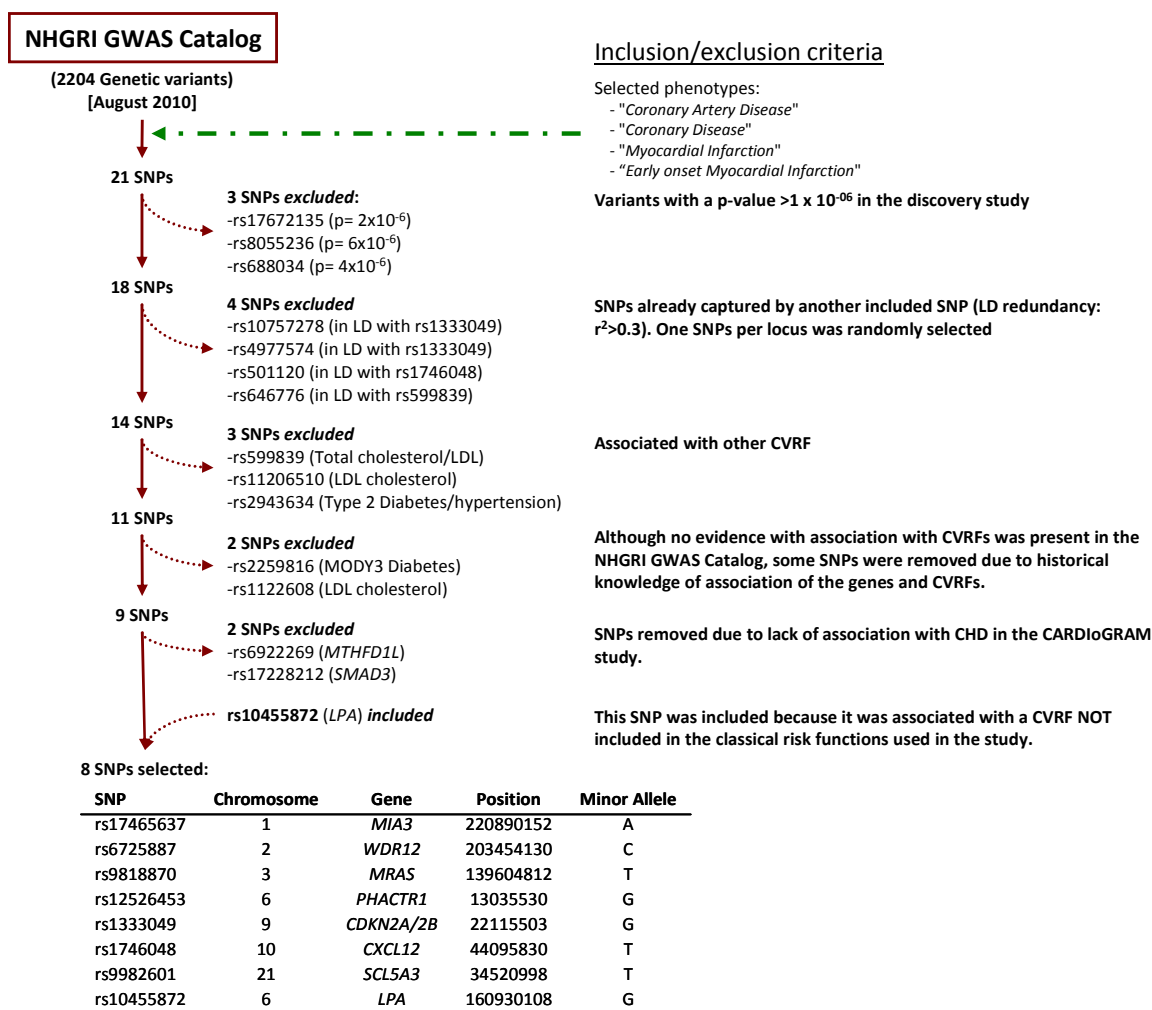 NHGRI GWAS Catalog
(2204 Genetic variants)
[August 2010]
Inclusion/exclusion criteria
Selected phenotypes:
- "Coronary Artery Disease"
- "Coronary Disease"
- "Myocardial Infarction"
- “Early onset Myocardial Infarction"
21 SNPs
3 SNPs excluded:
-rs17672135 (p= 2x10-6)
-rs8055236 (p= 6x10-6)
-rs688034 (p= 4x10-6)
Variants with a p-value >1 x 10-06 in the discovery study
18 SNPs
4 SNPs excluded
-rs10757278 (in LD with rs1333049)
-rs4977574 (in LD with rs1333049)
-rs501120 (in LD with rs1746048)
-rs646776 (in LD with rs599839)
SNPs already captured by another included SNP (LD redundancy:
r2>0.3). One SNPs per locus was randomly selected
14 SNPs
3 SNPs excluded
-rs599839 (Total cholesterol/LDL)
-rs11206510 (LDL cholesterol)
-rs2943634 (Type 2 Diabetes/hypertension)
Associated with other CVRF
11 SNPs
2 SNPs excluded
-rs2259816 (MODY3 Diabetes)
-rs1122608 (LDL cholesterol)
Although no evidence with association with CVRFs was present in the
NHGRI GWAS Catalog, some SNPs were removed due to historical
knowledge of association of the genes and CVRFs.
9 SNPs
2 SNPs excluded
-rs6922269 (MTHFD1L)
-rs17228212 (SMAD3)
SNPs removed due to lack of association with CHD in the CARDIoGRAM
study.
rs10455872 (LPA) included
This SNP was included because it was associated with a CVRF NOT
included in the classical risk functions used in the study.
8 SNPs selected:
SNP Chromosome Gene Position Minor Allele
rs17465637 1 MIA3 220890152 A
rs6725887 2 WDR12 203454130 C
rs9818870 3 MRAS 139604812 T
rs12526453 6 PHACTR1 13035530 G
rs1333049 9 CDKN2A/2B 22115503 G
rs1746048 10 CXCL12 44095830 T
rs9982601 21 SCL5A3 34520998 T
rs10455872 6 LPA 160930108 G